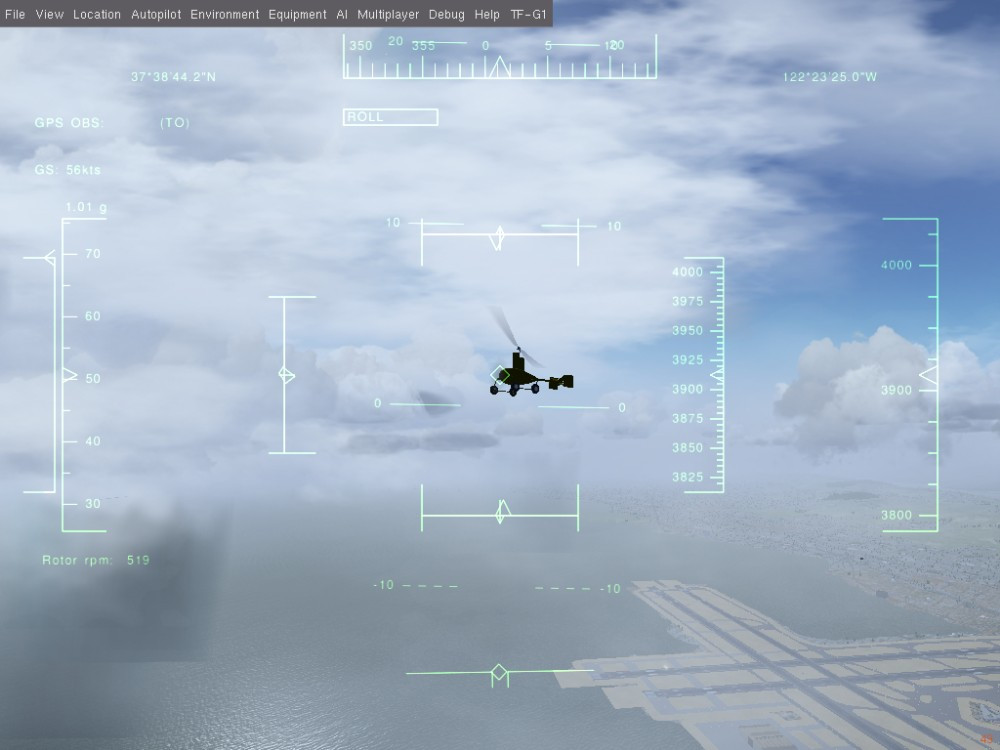 File View Location Autopilot Environment Equipment AI Multiplayer Debug Help TF-G1
350 20 355 0 5 20
37°38'44.2"N 122°23'25.0"W
ROLL
GPS OBS: (TO)
GS: 56kts
1.01 g
10 10
70 4000 4000
3975
60 3950
3925
50 3900 3900
0 0 3875
40 3850
3825
30 3800
Rotor rpm: 519
-10 -10